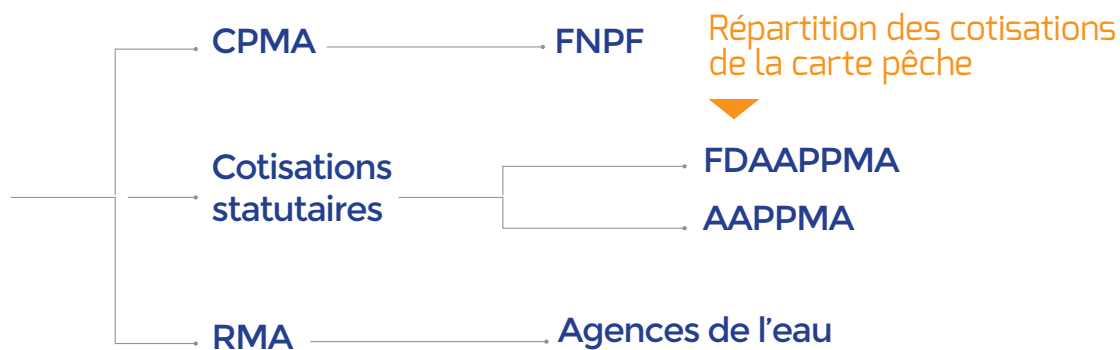 Répartition des cotisations
de la carte pêche
CPMA
FNPF
Cotisations
statutaires
FDAAPPMA
AAPPMA
RMA
Agences de l'eau